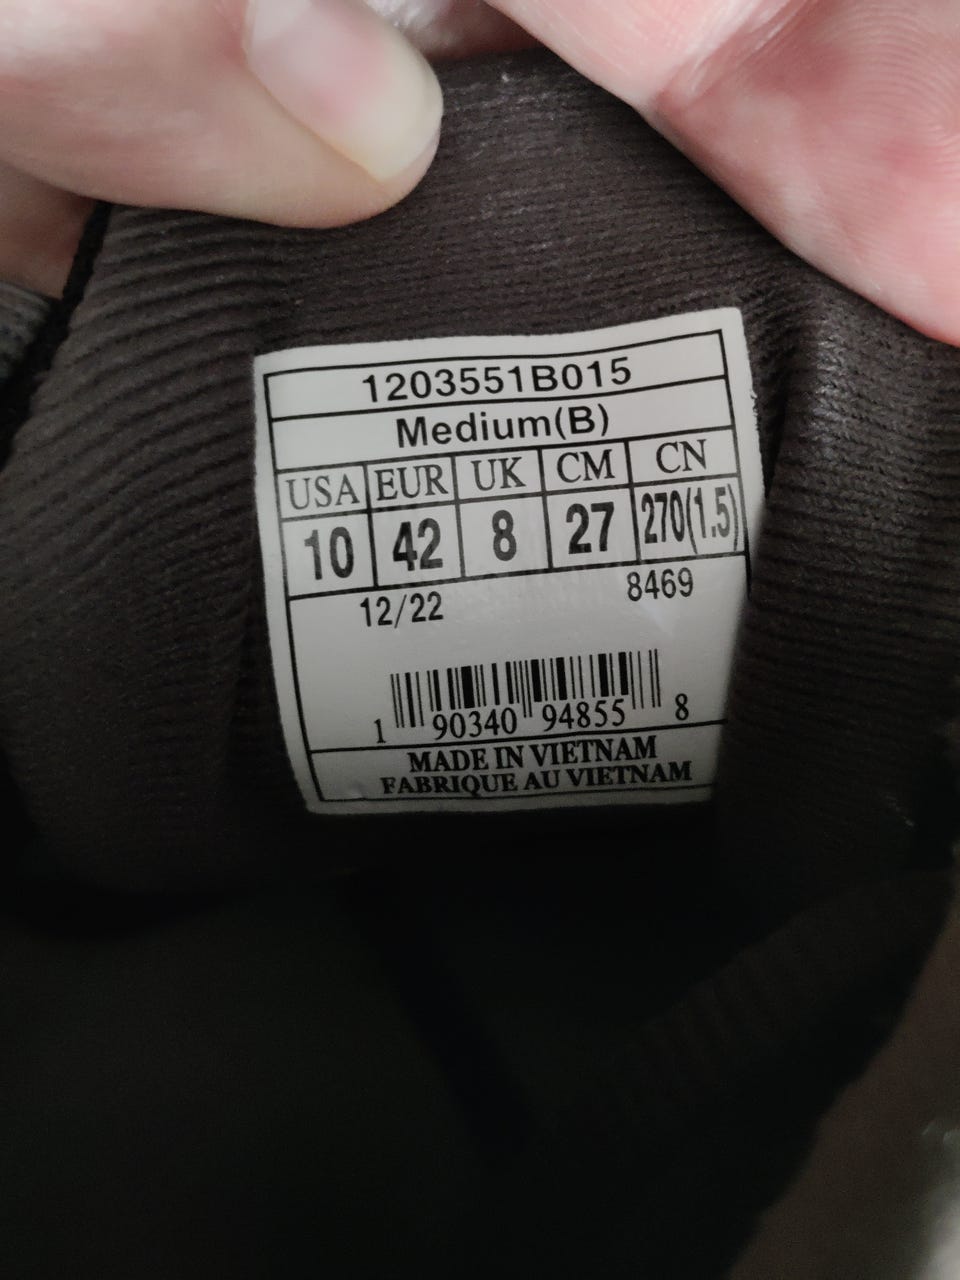 1203551B015
Medium(B)
USA EUR UK CM CN
10 42 8 27 270(1.5)
12/22 8469
1 90340 94855 8
MADE IN VIETNAM
FABRIQUE AU VIETNAM